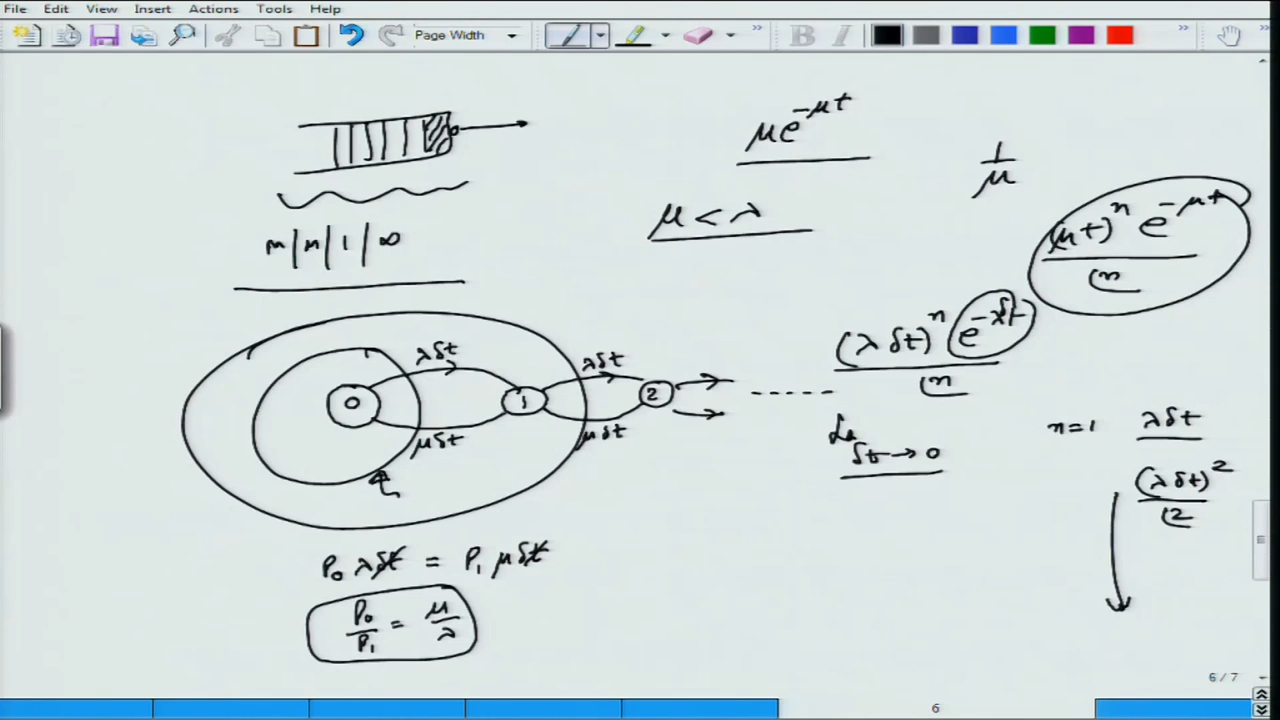 File Edit View Insert Actions Tools Help
Page Width
μe^{-μt}
1/μ
μ < λ
(μt)^n e^{-μt} / ⌊n
M|M|1|∞
(λ δt)^n e^{-λδt} / ⌊n
0 λδt 1 λδt 2 ......
μδt μδt
δt → 0
n=1 λδt
(λ δt)^2 / ⌊2
P₀ λδt = P₁ μδt
P₀/P₁ = μ/λ
6 / 7
6